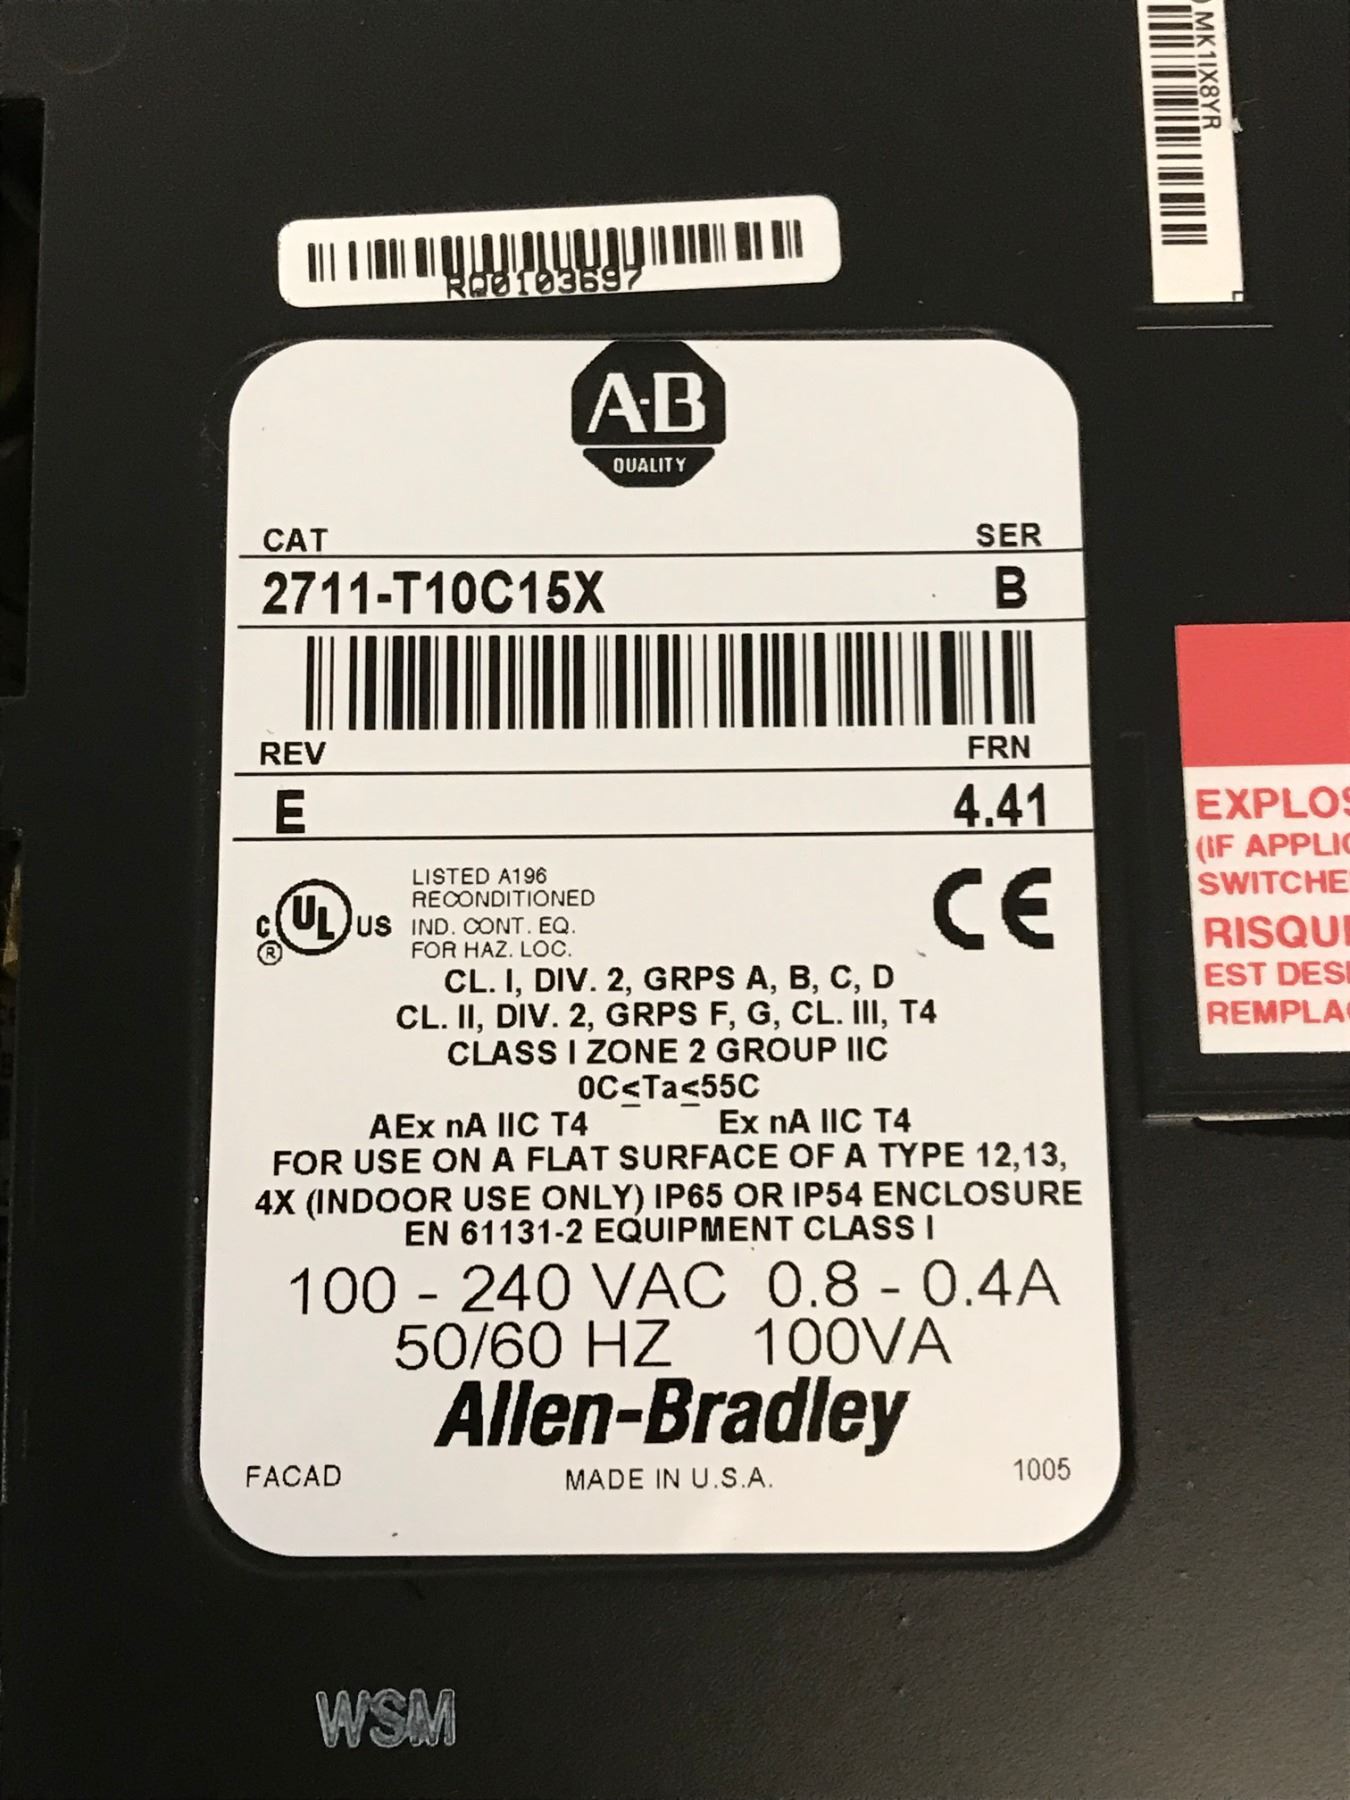 MK1IX8YR
RQ0103697
A-B
QUALITY
CAT SER
2711-T10C15X B
REV FRN
E 4.41
LISTED A196
RECONDITIONED
C UL US IND. CONT. EQ.
® FOR HAZ. LOC.
CE
CL. I, DIV. 2, GRPS A, B, C, D
CL. II, DIV. 2, GRPS F, G, CL. III, T4
CLASS I ZONE 2 GROUP IIC
0C≤Ta≤55C
AEx nA IIC T4 Ex nA IIC T4
FOR USE ON A FLAT SURFACE OF A TYPE 12,13,
4X (INDOOR USE ONLY) IP65 OR IP54 ENCLOSURE
EN 61131-2 EQUIPMENT CLASS I
100 - 240 VAC 0.8 - 0.4A
50/60 HZ 100VA
Allen-Bradley
FACAD MADE IN U.S.A. 1005
EXPLOS
(IF APPLIC
SWITCHE
RISQU
EST DES
REMPLA
WSM